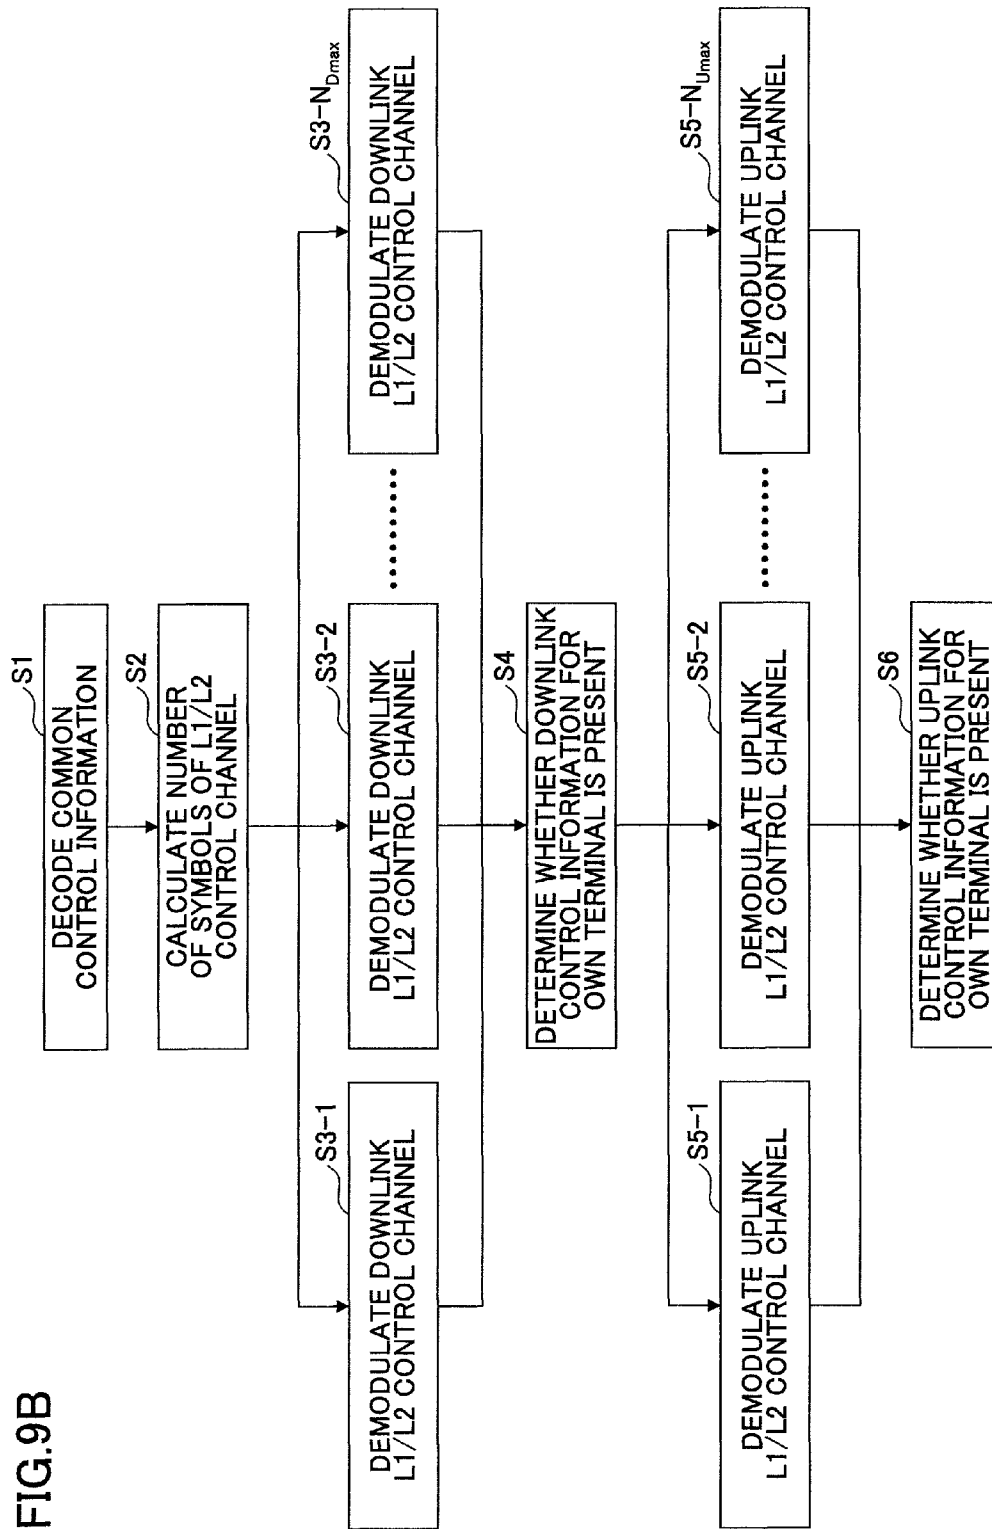 FIG.9B
S1
DECODE COMMON
CONTROL INFORMATION
S2
CALCULATE NUMBER
OF SYMBOLS OF L1/L2
CONTROL CHANNEL
S3-1
DEMODULATE DOWNLINK
L1/L2 CONTROL CHANNEL
S3-2
DEMODULATE DOWNLINK
L1/L2 CONTROL CHANNEL
S3-NDmax
DEMODULATE DOWNLINK
L1/L2 CONTROL CHANNEL
S4
DETERMINE WHETHER DOWNLINK
CONTROL INFORMATION FOR
OWN TERMINAL IS PRESENT
S5-1
DEMODULATE UPLINK
L1/L2 CONTROL CHANNEL
S5-2
DEMODULATE UPLINK
L1/L2 CONTROL CHANNEL
S5-NUmax
DEMODULATE UPLINK
L1/L2 CONTROL CHANNEL
S6
DETERMINE WHETHER UPLINK
CONTROL INFORMATION FOR
OWN TERMINAL IS PRESENT